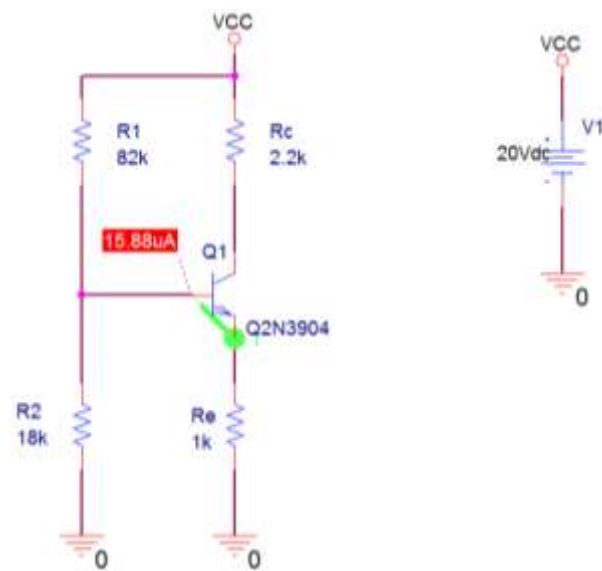 VCC
VCC
R1
82k
Rc
2.2k
V1
20Vdc
15.88uA
Q1
0
Q2N3904
R2
18k
Re
1k
0
0